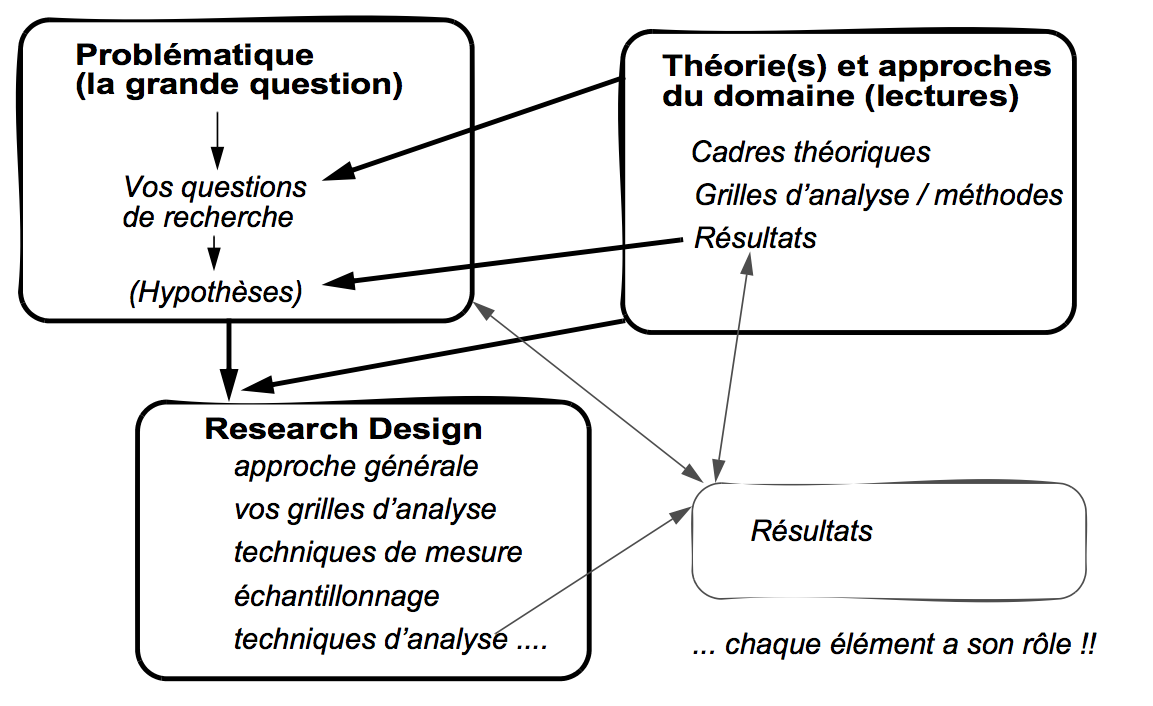 Problématique
(la grande question)
Vos questions
de recherche
(Hypothèses)
Théorie(s) et approches
du domaine (lectures)
Cadres théoriques
Grilles d’analyse / méthodes
Résultats
Research Design
approche générale
vos grilles d’analyse
techniques de mesure
échantillonnage
techniques d’analyse ....
Résultats
... chaque élément a son rôle !!